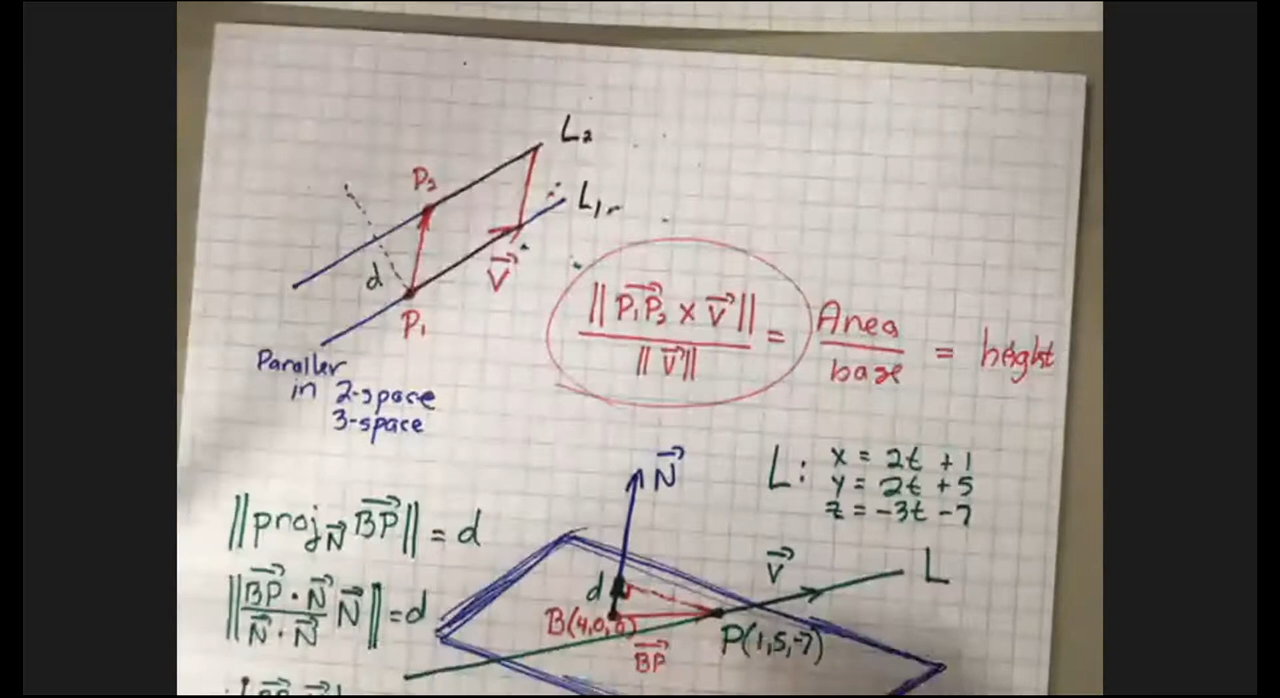 L₂
P₂
L₁
d
V⃗
P₁
Paraller
in 2-space
3-space
||P₁P₂⃗ x V⃗|| / ||V⃗|| = Area / base = height
N⃗
L: x = 2t + 1
y = 2t + 5
z = -3t - 7
||proj_N⃗ BP⃗|| = d
||(BP⃗ · N⃗ / N⃗ · N⃗) N⃗|| = d
V⃗
L
d
B(4,0,0)
P(1,5,-7)
BP⃗